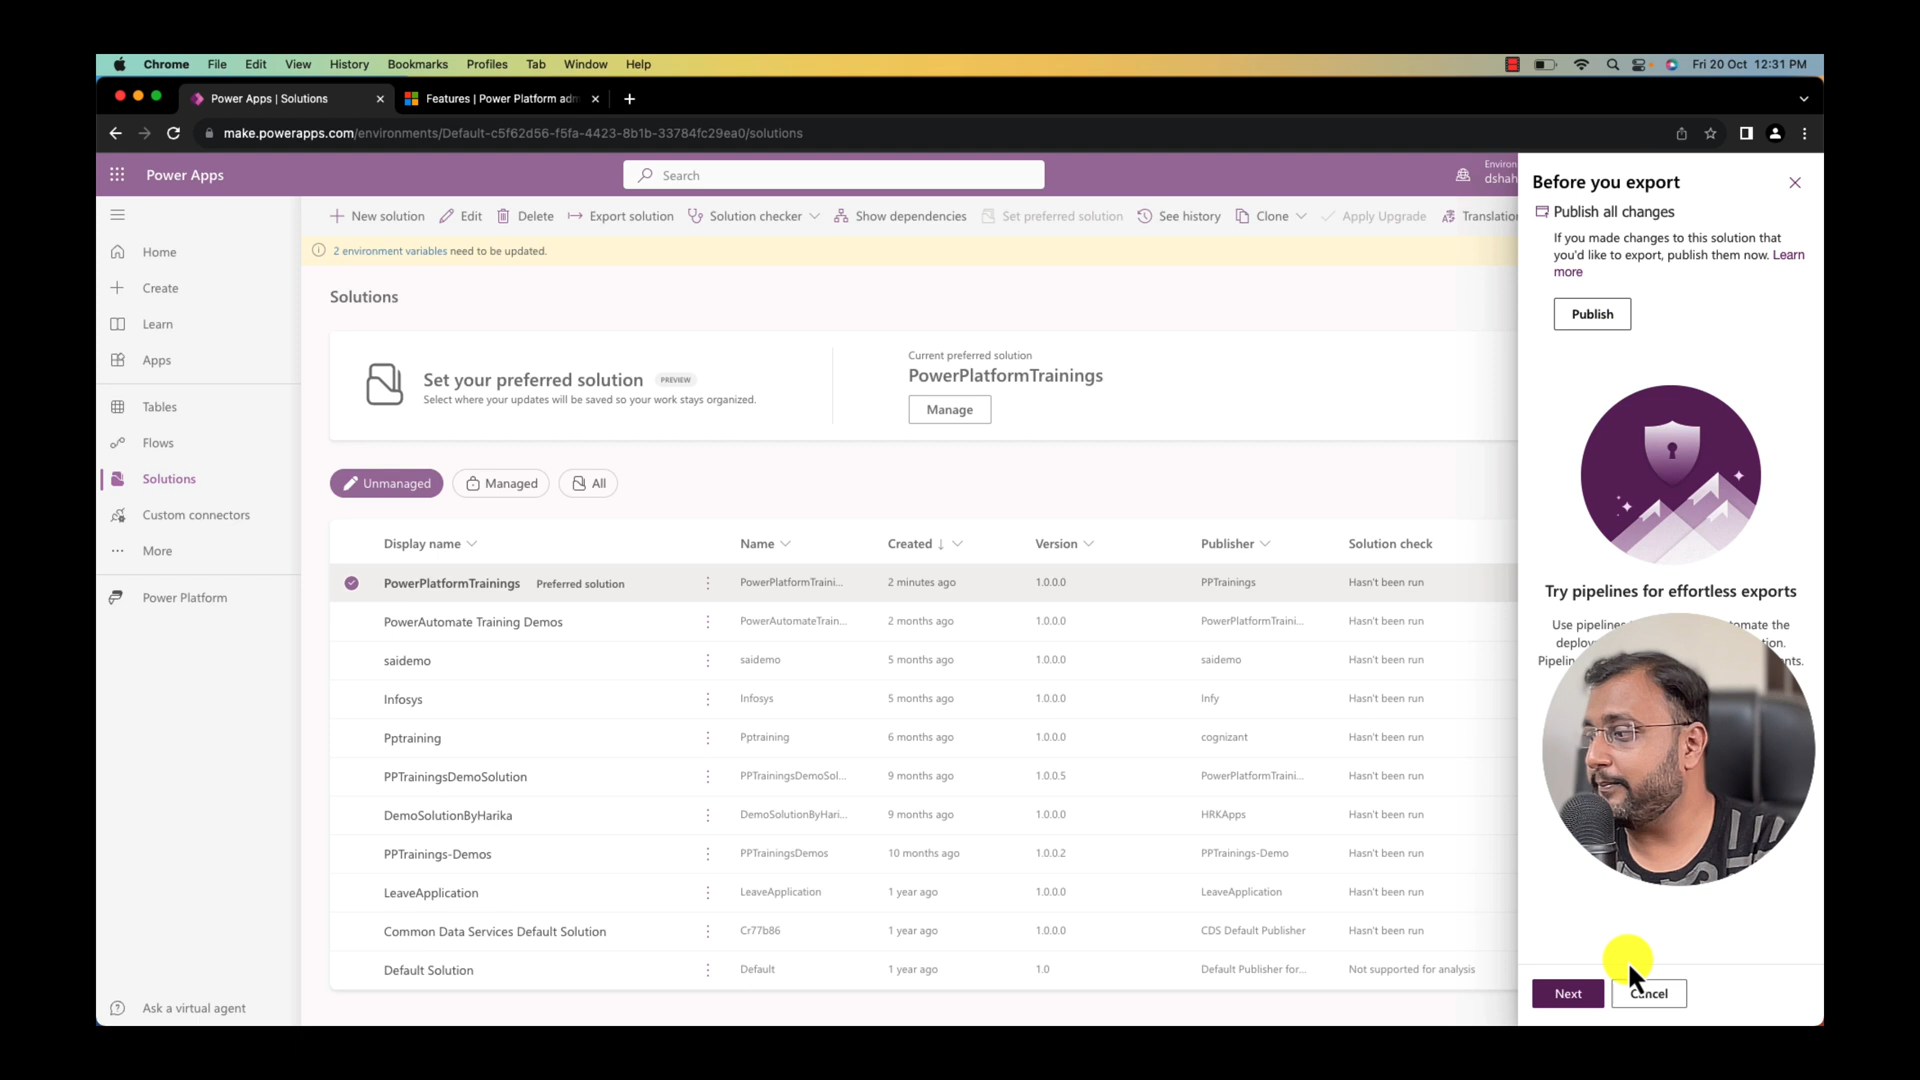 Chrome File Edit View History Bookmarks Profiles Tab Window Help Fri 20 Oct 12:31 PM
Power Apps | Solutions Features | Power Platform adm
make.powerapps.com/environments/Default-c5f62d56-f5fa-4423-8b1b-33784fc29ea0/solutions
Power Apps Search Environ
dshah
New solution Edit Delete Export solution Solution checker Show dependencies Set preferred solution See history Clone Apply Upgrade Translation
2 environment variables need to be updated.
Home
Create
Learn
Apps
Tables
Flows
Solutions
Custom connectors
More
Power Platform
Ask a virtual agent
Solutions
Set your preferred solution PREVIEW
Select where your updates will be saved so your work stays organized.
Current preferred solution
PowerPlatformTrainings
Manage
Unmanaged Managed All
Display name Name Created ↓ Version Publisher Solution check
PowerPlatformTrainings Preferred solution PowerPlatformTraini... 2 minutes ago 1.0.0.0 PPTrainings Hasn't been run
PowerAutomate Training Demos PowerAutomateTrain... 2 months ago 1.0.0.0 PowerPlatformTraini... Hasn't been run
saidemo saidemo 5 months ago 1.0.0.0 saidemo Hasn't been run
Infosys Infosys 5 months ago 1.0.0.0 Infy Hasn't been run
Pptraining Pptraining 6 months ago 1.0.0.0 cognizant Hasn't been run
PPTrainingsDemoSolution PPTrainingsDemoSol... 9 months ago 1.0.0.5 PowerPlatformTraini... Hasn't been run
DemoSolutionByHarika DemoSolutionByHari... 9 months ago 1.0.0.0 HRKApps Hasn't been run
PPTrainings-Demos PPTrainingsDemos 10 months ago 1.0.0.2 PPTrainings-Demo Hasn't been run
LeaveApplication LeaveApplication 1 year ago 1.0.0.0 LeaveApplication Hasn't been run
Common Data Services Default Solution Cr77b86 1 year ago 1.0.0.0 CDS Default Publisher Hasn't been run
Default Solution Default 1 year ago 1.0 Default Publisher for... Not supported for analysis
Before you export
Publish all changes
If you made changes to this solution that
you'd like to export, publish them now. Learn
more
Publish
Try pipelines for effortless exports
Use pipelines omate the
deploy tion.
Pipelin nts.
Next Cancel